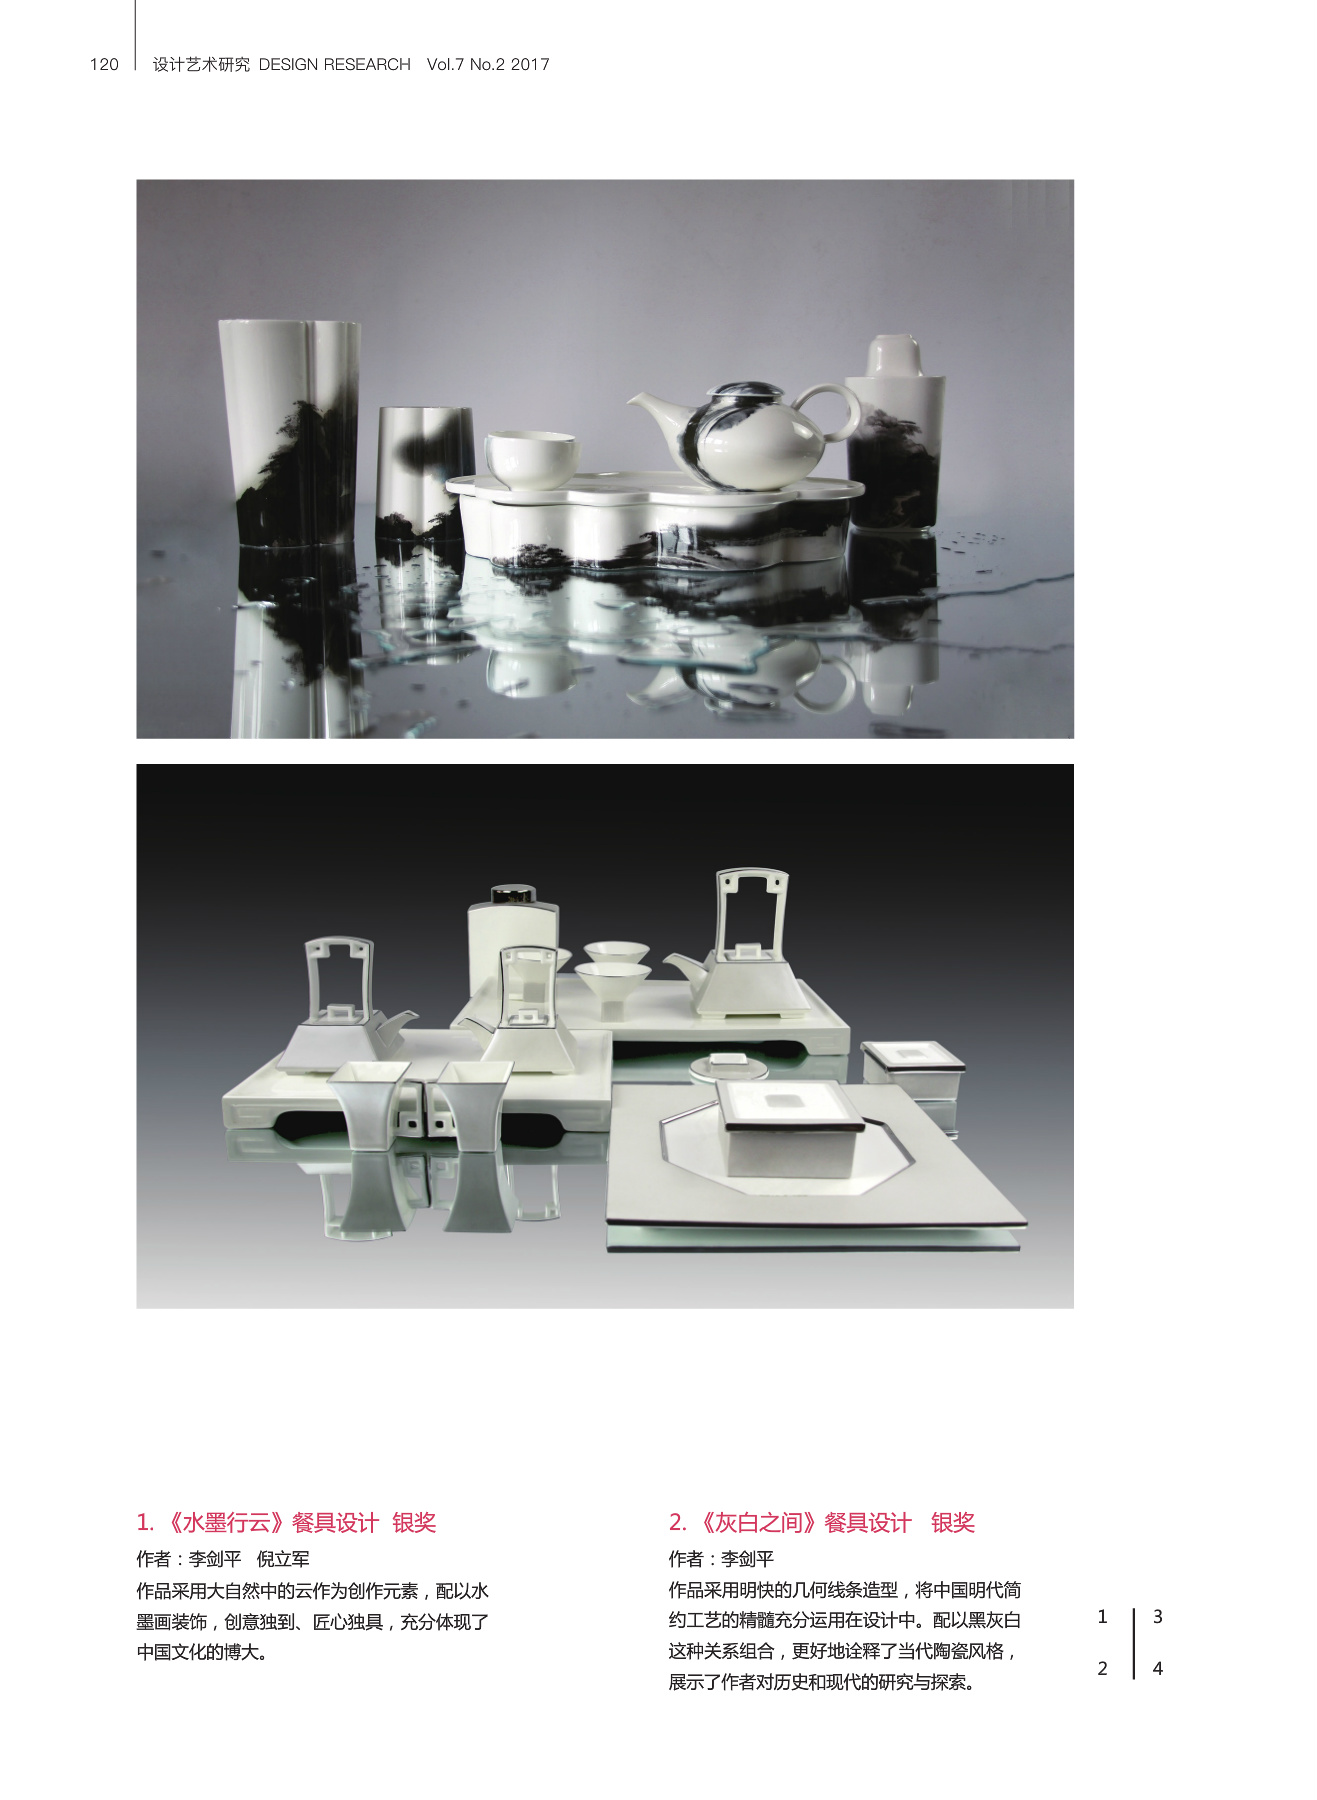 120 设计艺术研究 DESIGN RESEARCH Vol.7 No.2 2017
1.《水墨行云》餐具设计 银奖
作者：李剑平 倪立军
作品采用大自然中的云作为创作元素，配以水
墨画装饰，创意独到、匠心独具，充分体现了
中国文化的博大。
2.《灰白之间》餐具设计 银奖
作者：李剑平
作品采用明快的几何线条造型，将中国明代简
约工艺的精髓充分运用在设计中。配以黑灰白
这种关系组合，更好地诠释了当代陶瓷风格，
展示了作者对历史和现代的研究与探索。
1 3
2 4